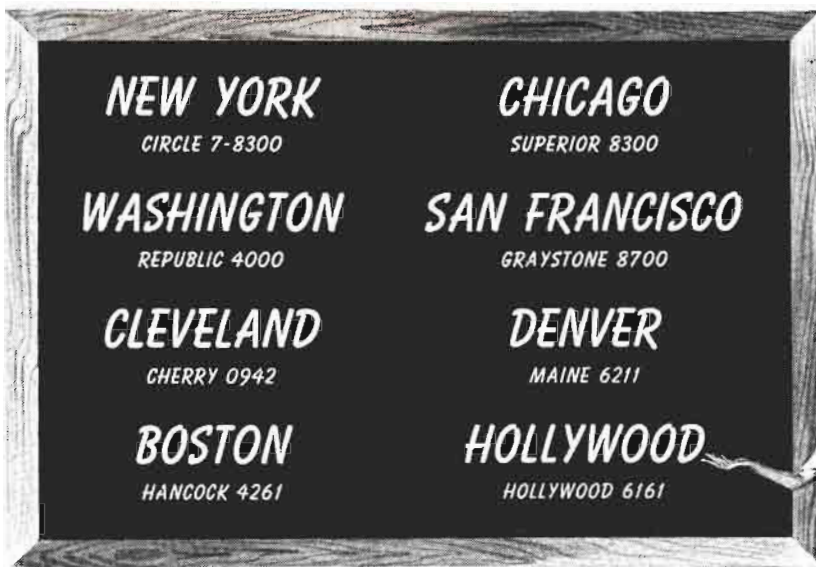 NEW YORK
CIRCLE 7-8300
CHICAGO
SUPERIOR 8300
WASHINGTON
REPUBLIC 4000
SAN FRANCISCO
GRAYSTONE 8700
CLEVELAND
CHERRY 0942
DENVER
MAINE 6211
BOSTON
HANCOCK 4261
HOLLYWOOD
HOLLYWOOD 6161